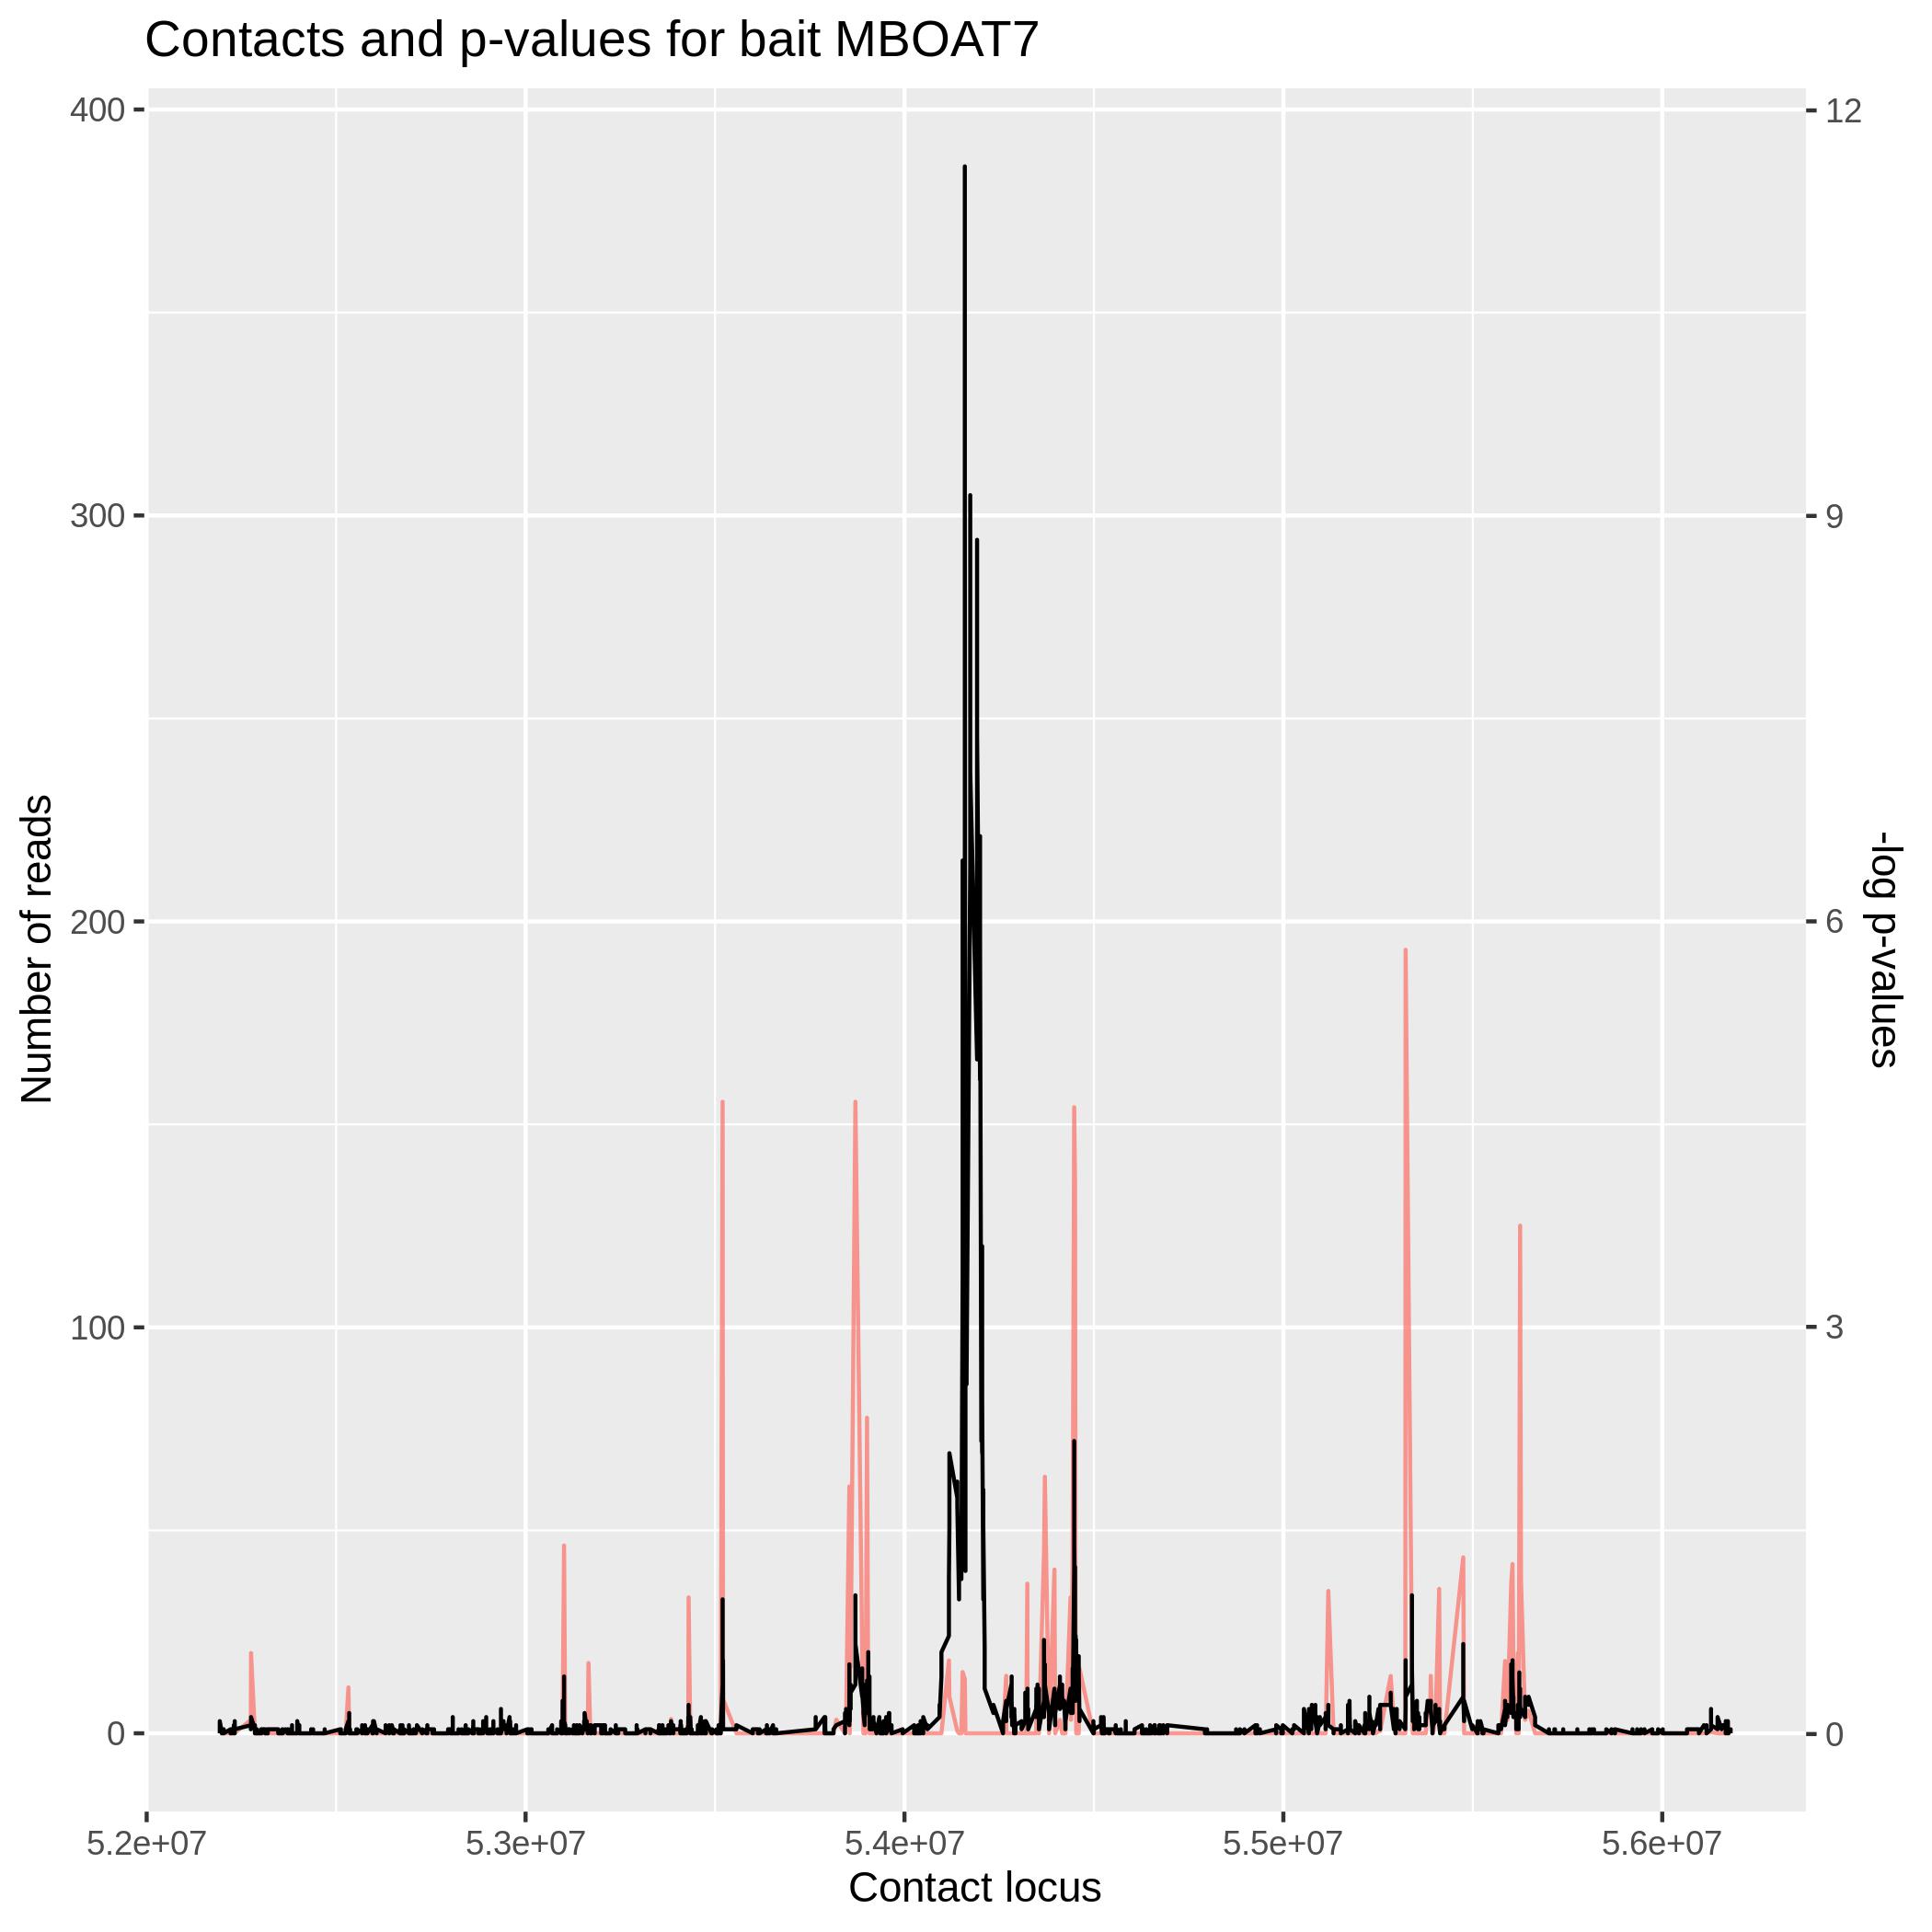 Contacts and p-values for bait MBOAT7
400
300
200
100
0
12
9
6
3
0
Number of reads
-log p-values
5.2e+07
5.3e+07
5.4e+07
5.5e+07
5.6e+07
Contact locus